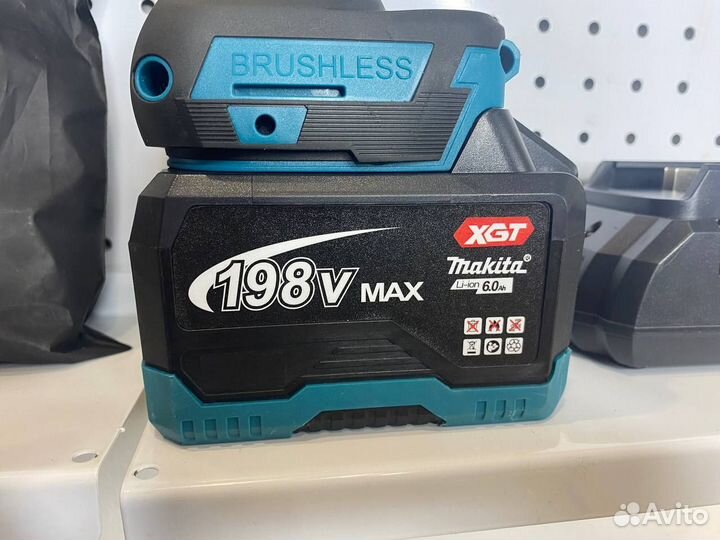 BRUSHLESS
XGT
makita®
Li-ion 6.0Ah
198V MAX
Avito